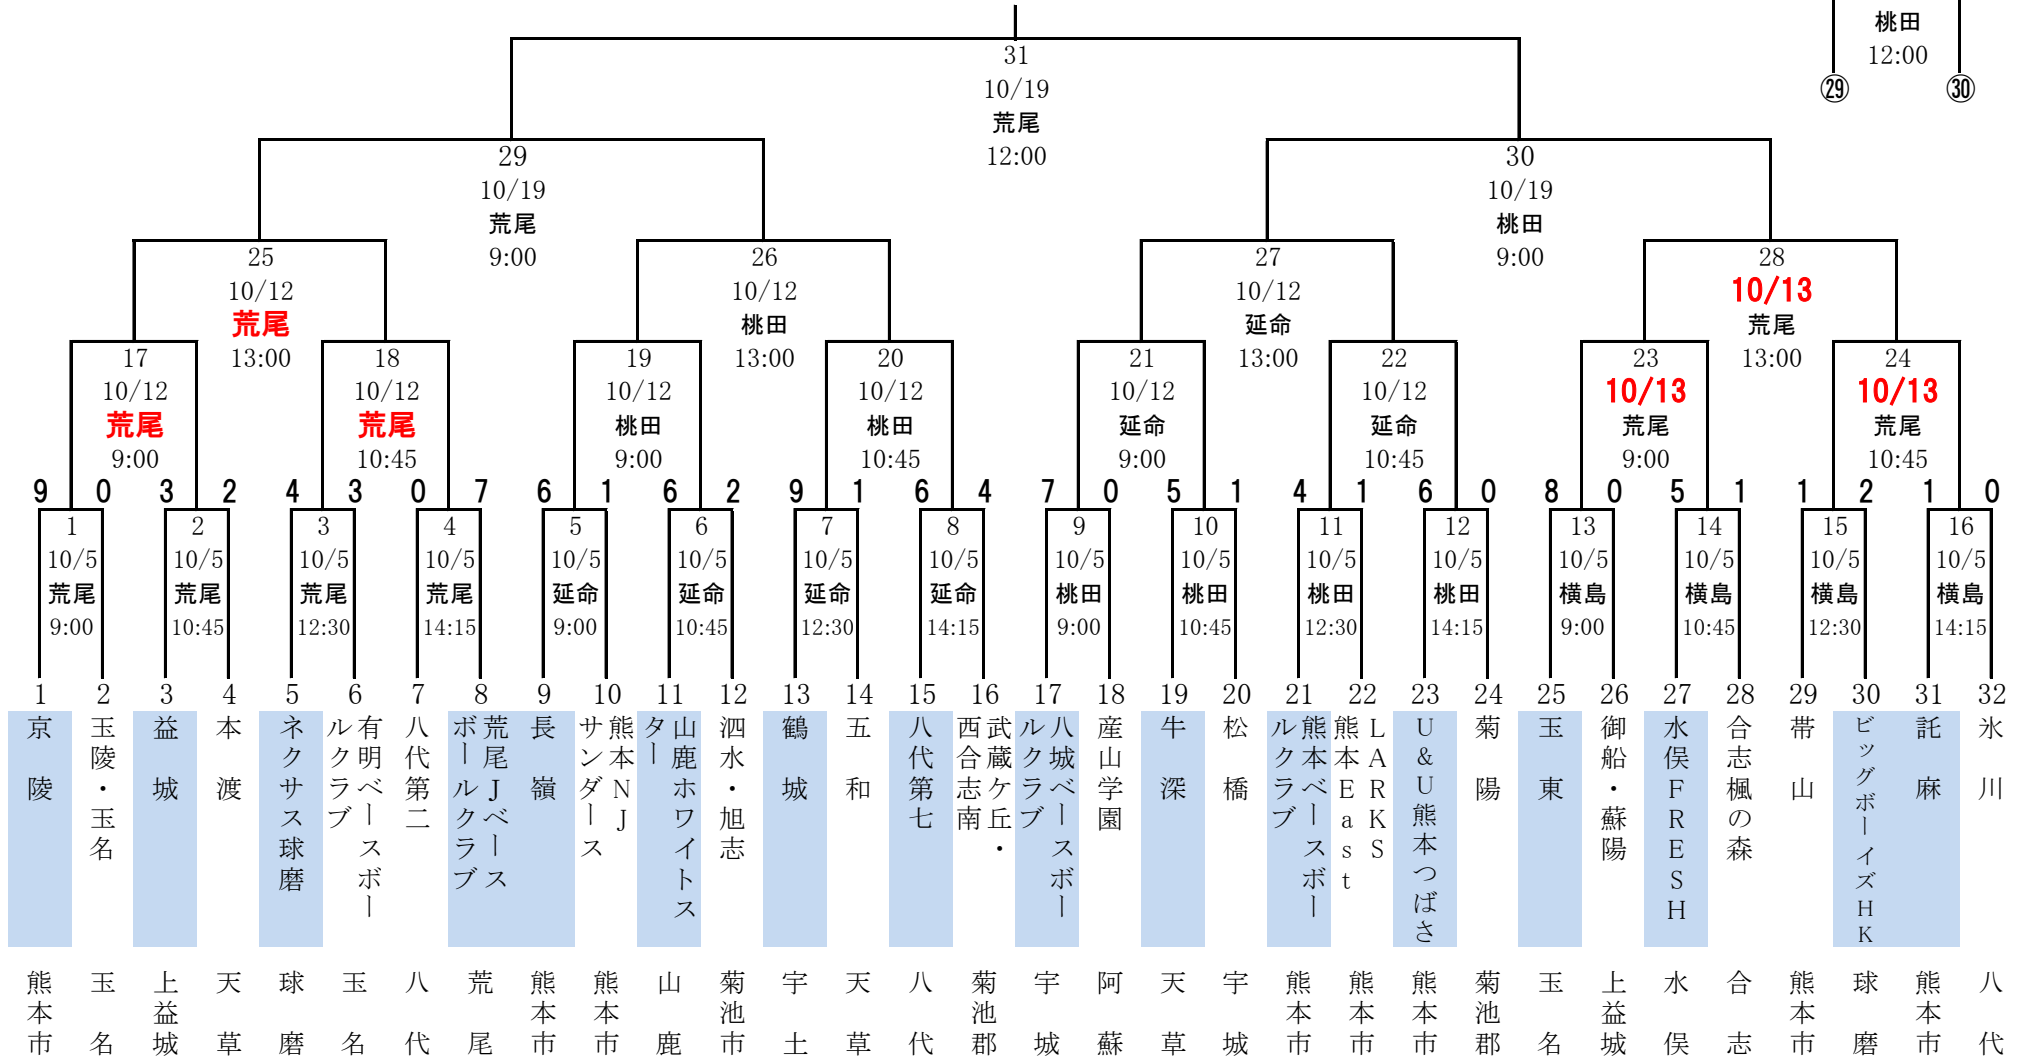 桃田
12:00
㉙ ㉚
31
10/19
荒尾
12:00
29
10/19
荒尾
9:00
30
10/19
桃田
9:00
25
10/12
荒尾
13:00
26
10/12
桃田
13:00
27
10/12
延命
13:00
28
10/13
荒尾
13:00
17
10/12
荒尾
9:00
18
10/12
荒尾
10:45
19
10/12
桃田
9:00
20
10/12
桃田
10:45
21
10/12
延命
9:00
22
10/12
延命
10:45
23
10/13
荒尾
9:00
24
10/13
荒尾
10:45
9 0 3 2 4 3 0 7 6 1 6 2 9 1 6 4 7 0 5 1 4 1 6 0 8 0 5 1 1 2 1 0
1 2 3 4 5 6 7 8 9 10 11 12 13 14 15 16
10/5 10/5 10/5 10/5 10/5 10/5 10/5 10/5 10/5 10/5 10/5 10/5 10/5 10/5 10/5 10/5
荒尾 荒尾 荒尾 荒尾 延命 延命 延命 延命 桃田 桃田 桃田 桃田 横島 横島 横島 横島
9:00 10:45 12:30 14:15 9:00 10:45 12:30 14:15 9:00 10:45 12:30 14:15 9:00 10:45 12:30 14:15
1 2 3 4 5 6 7 8 9 10 11 12 13 14 15 16 17 18 19 20 21 22 23 24 25 26 27 28 29 30 31 32
京陵
玉陵・玉名
益城
本渡
ネクサス球磨
有明ベースボー
ルクラブ
八代第二
荒尾Jベース
ボールクラブ
長嶺
熊本NJ
サンダース
山鹿ホワイトス
ター
泗水・旭志
鶴城
五和
八代第七
武蔵ケ丘・
西合志南
八城ベースボー
ルクラブ
産山学園
牛深
松橋
熊本ベースボー
ルクラブ
LARKS
熊本East
U&U熊本つばさ
菊陽
玉東
御船・蘇陽
水俣FRESH
合志楓の森
帯山
ビッグボーイズHK
託麻
氷川
熊本市
玉名
上益城
天草
球磨
玉名
八代
荒尾
熊本市
熊本市
山鹿
菊池市
宇土
天草
八代
菊池郡
宇城
阿蘇
天草
宇城
熊本市
熊本市
熊本市
菊池郡
玉名
上益城
水俣
合志
熊本市
球磨
熊本市
八代